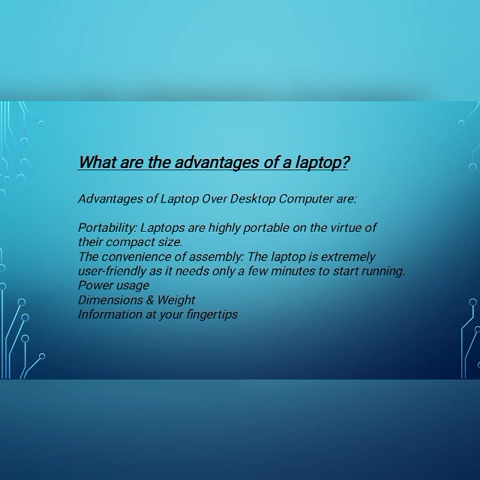 What are the advantages of a laptop?
Advantages of Laptop Over Desktop Computer are:
Portability: Laptops are highly portable on the virtue of
their compact size.
The convenience of assembly: The laptop is extremely
user-friendly as it needs only a few minutes to start running.
Power usage
Dimensions & Weight
Information at your fingertips